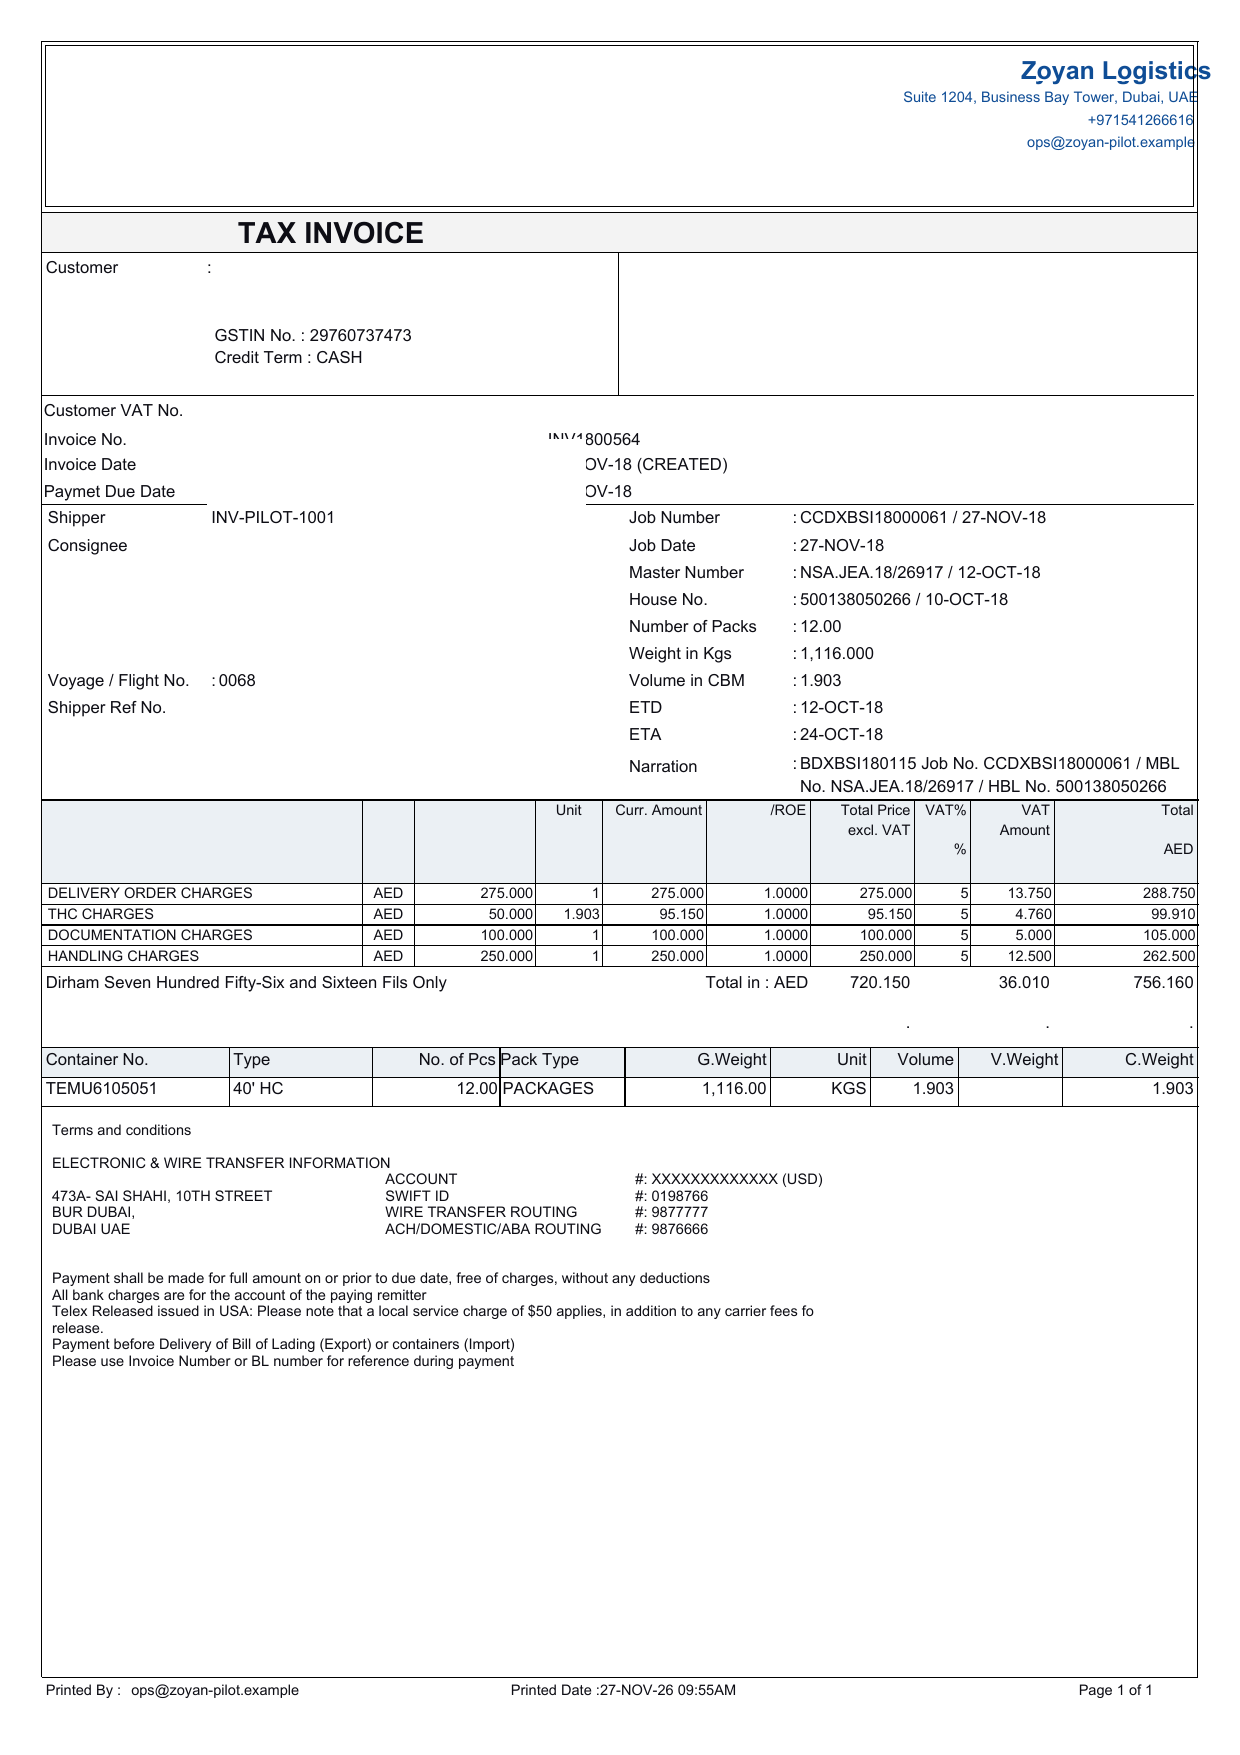 Zoyan Logistics
Suite 1204, Business Bay Tower, Dubai, UAE
+971541266616
ops@zoyan-pilot.example
TAX INVOICE
Customer :
GSTIN No. : 29760737473
Credit Term : CASH
Customer VAT No.
Invoice No. INV1800564
Invoice Date OV-18 (CREATED)
Paymet Due Date OV-18
Shipper INV-PILOT-1001 Job Number : CCDXBSI18000061 / 27-NOV-18
Consignee Job Date : 27-NOV-18
Master Number : NSA.JEA.18/26917 / 12-OCT-18
House No. : 500138050266 / 10-OCT-18
Number of Packs : 12.00
Weight in Kgs : 1,116.000
Voyage / Flight No. : 0068 Volume in CBM : 1.903
Shipper Ref No. ETD : 12-OCT-18
ETA : 24-OCT-18
Narration : BDXBSI180115 Job No. CCDXBSI18000061 / MBL
No. NSA.JEA.18/26917 / HBL No. 500138050266
Unit Curr. Amount /ROE Total Price VAT% VAT Total
excl. VAT Amount
% AED
DELIVERY ORDER CHARGES AED 275.000 1 275.000 1.0000 275.000 5 13.750 288.750
THC CHARGES AED 50.000 1.903 95.150 1.0000 95.150 5 4.760 99.910
DOCUMENTATION CHARGES AED 100.000 1 100.000 1.0000 100.000 5 5.000 105.000
HANDLING CHARGES AED 250.000 1 250.000 1.0000 250.000 5 12.500 262.500
Dirham Seven Hundred Fifty-Six and Sixteen Fils Only Total in : AED 720.150 36.010 756.160
. . .
Container No. Type No. of Pcs Pack Type G.Weight Unit Volume V.Weight C.Weight
TEMU6105051 40' HC 12.00 PACKAGES 1,116.00 KGS 1.903 1.903
Terms and conditions
ELECTRONIC & WIRE TRANSFER INFORMATION
ACCOUNT #: XXXXXXXXXXXXX (USD)
473A- SAI SHAHI, 10TH STREET SWIFT ID #: 0198766
BUR DUBAI, WIRE TRANSFER ROUTING #: 9877777
DUBAI UAE ACH/DOMESTIC/ABA ROUTING #: 9876666
Payment shall be made for full amount on or prior to due date, free of charges, without any deductions
All bank charges are for the account of the paying remitter
Telex Released issued in USA: Please note that a local service charge of $50 applies, in addition to any carrier fees fo
release.
Payment before Delivery of Bill of Lading (Export) or containers (Import)
Please use Invoice Number or BL number for reference during payment
Printed By : ops@zoyan-pilot.example Printed Date :27-NOV-26 09:55AM Page 1 of 1